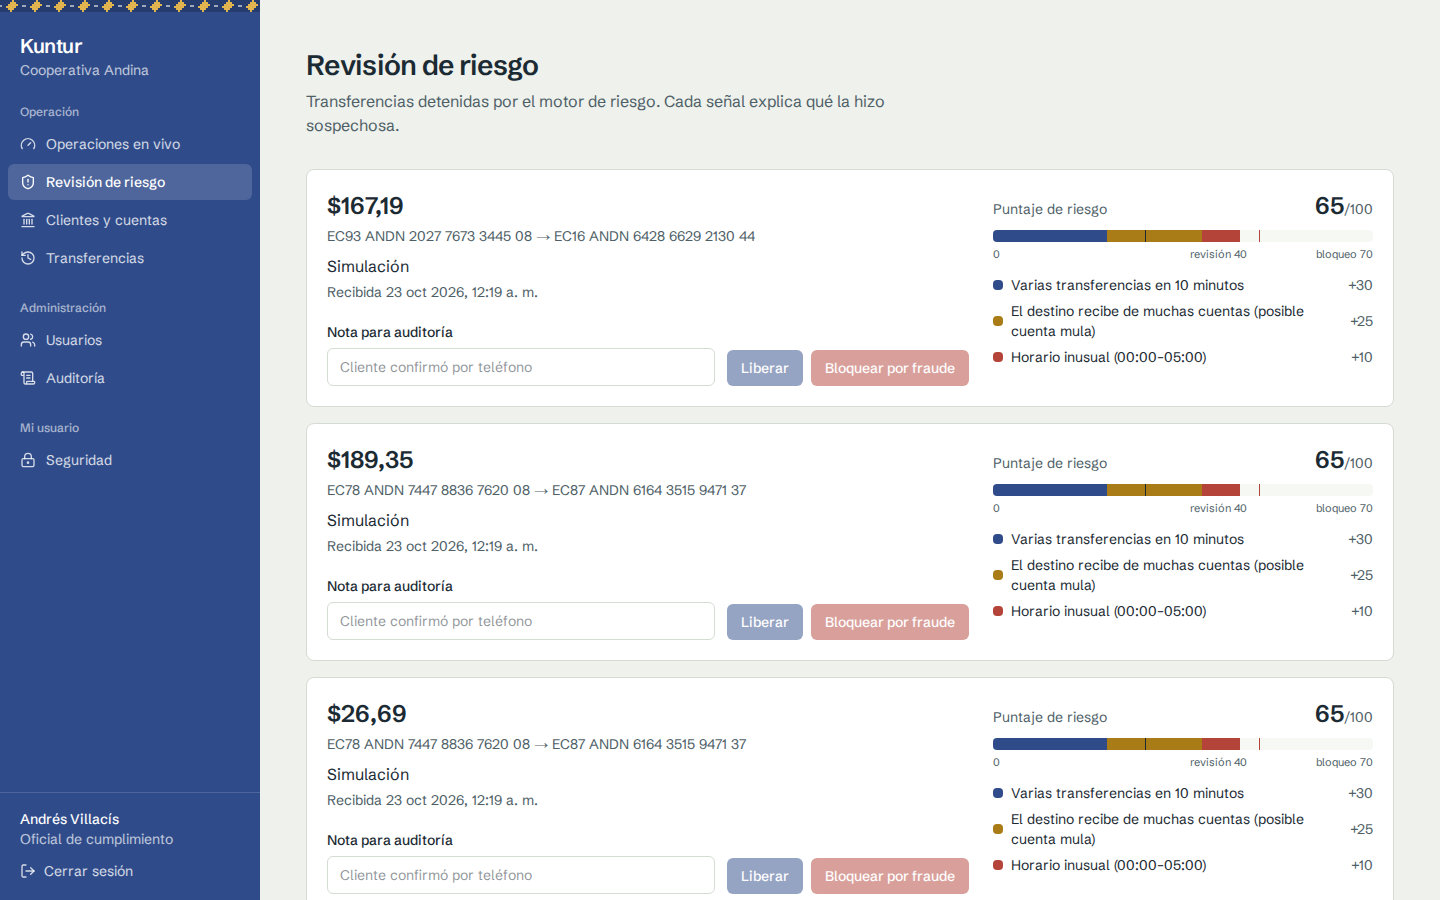 Kuntur
Cooperativa Andina
Operación
Operaciones en vivo
Revisión de riesgo
Clientes y cuentas
Transferencias
Administración
Usuarios
Auditoría
Mi usuario
Seguridad
Andrés Villacís
Oficial de cumplimiento
Cerrar sesión
Revisión de riesgo
Transferencias detenidas por el motor de riesgo. Cada señal explica qué la hizo
sospechosa.
$167,19
EC93 ANDN 2027 7673 3445 08 → EC16 ANDN 6428 6629 2130 44
Simulación
Recibida 23 oct 2026, 12:19 a. m.
Nota para auditoría
Cliente confirmó por teléfono
Liberar
Bloquear por fraude
Puntaje de riesgo
65/100
0
revisión 40
bloqueo 70
Varias transferencias en 10 minutos +30
El destino recibe de muchas cuentas (posible
cuenta mula) +25
Horario inusual (00:00–05:00) +10
$189,35
EC78 ANDN 7447 8836 7620 08 → EC87 ANDN 6164 3515 9471 37
Simulación
Recibida 23 oct 2026, 12:19 a. m.
Nota para auditoría
Cliente confirmó por teléfono
Liberar
Bloquear por fraude
Puntaje de riesgo
65/100
0
revisión 40
bloqueo 70
Varias transferencias en 10 minutos +30
El destino recibe de muchas cuentas (posible
cuenta mula) +25
Horario inusual (00:00–05:00) +10
$26,69
EC78 ANDN 7447 8836 7620 08 → EC87 ANDN 6164 3515 9471 37
Simulación
Recibida 23 oct 2026, 12:19 a. m.
Nota para auditoría
Cliente confirmó por teléfono
Liberar
Bloquear por fraude
Puntaje de riesgo
65/100
0
revisión 40
bloqueo 70
Varias transferencias en 10 minutos +30
El destino recibe de muchas cuentas (posible
cuenta mula) +25
Horario inusual (00:00–05:00) +10